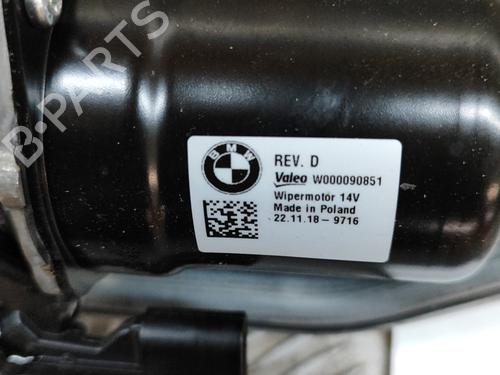 B-PARTS
BMW
REV. D
Valeo W000090851
Wipermotor 14V
Made in Poland
22.11.18 - 9716